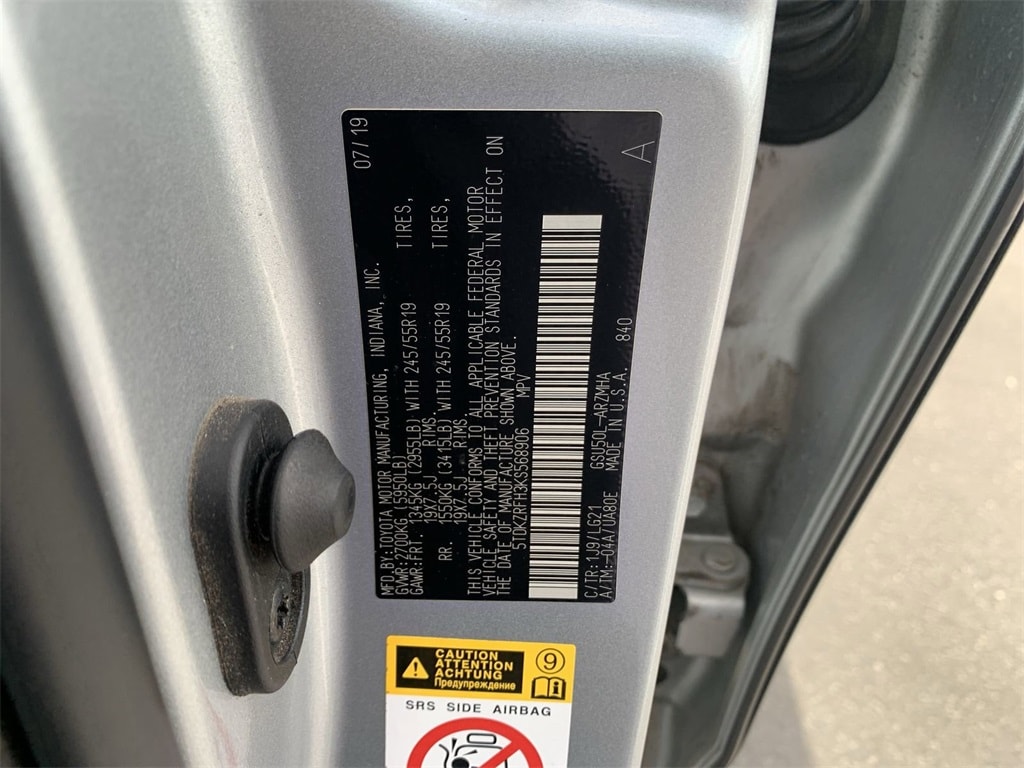 07/19
MFD.BY:TOYOTA MOTOR MANUFACTURING, INDIANA, INC.
GVWR:2700KG (5950LB)
GAWR:FRT. 1345KG (2955LB) WITH 245/55R19 TIRES,
19X7.5J RIMS
RR. 1550KG (3415LB) WITH 245/55R19 TIRES,
19X7.5J RIMS
THIS VEHICLE CONFORMS TO ALL APPLICABLE FEDERAL MOTOR
VEHICLE SAFETY AND THEFT PREVENTION STANDARDS IN EFFECT ON
THE DATE OF MANUFACTURE SHOWN ABOVE.
5TDKZRFH3KS568906 MPV
C/TR:1J9/LG21 GSU50L-ARZMHA 840
A/TM:-04A/UA80E MADE IN U.S.A.
A
CAUTION
ATTENTION
ACHTUNG
Предупреждение
9
SRS SIDE AIRBAG